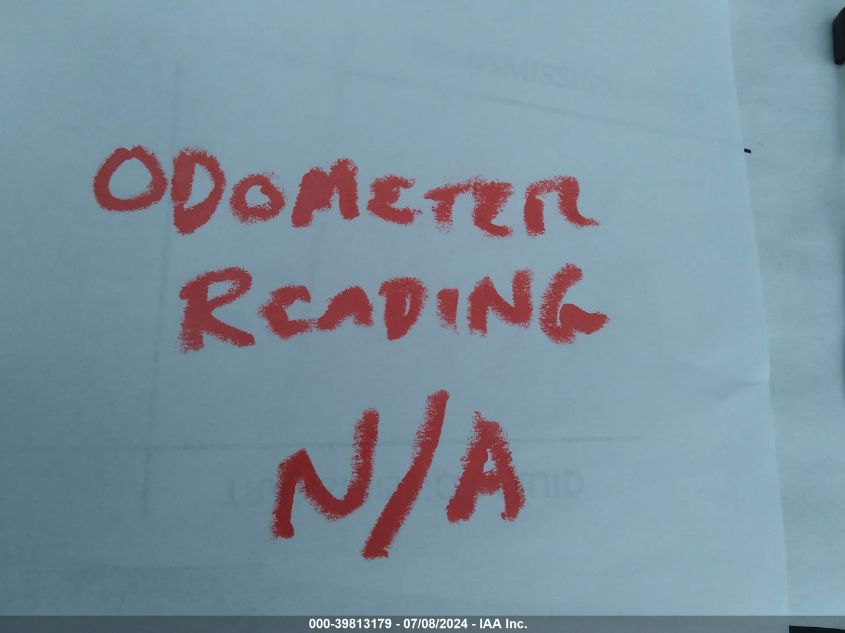 ODOMETER
READING
N/A
000-39813179 - 07/08/2024 - IAA Inc.